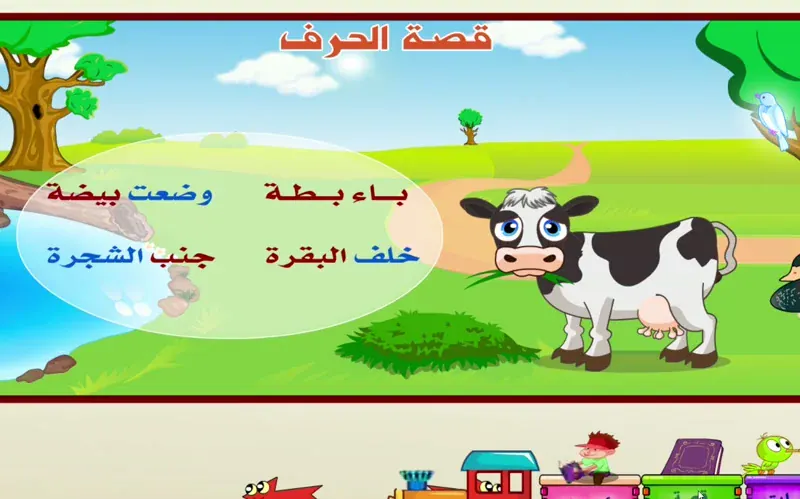 قصة الحرف
باء بطة وضعت بيضة
خلف البقرة جنب الشجرة